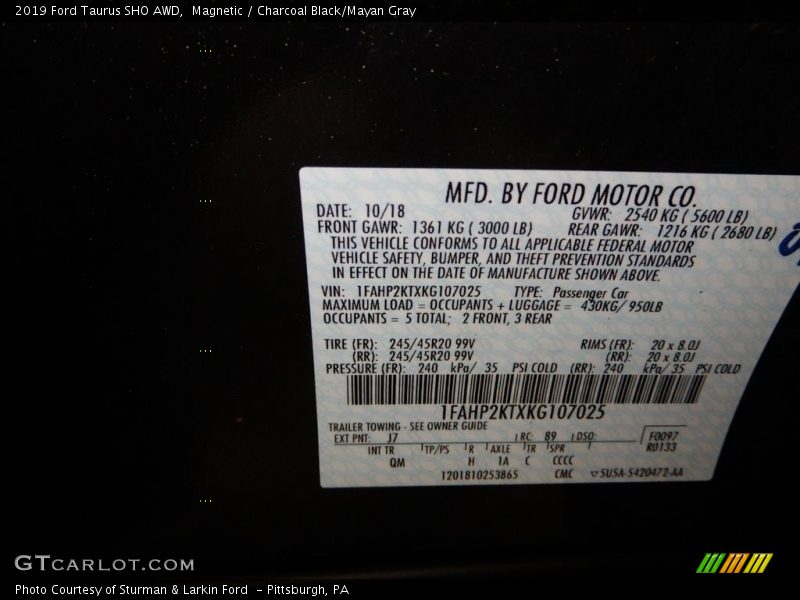 2019 Ford Taurus SHO AWD, Magnetic / Charcoal Black/Mayan Gray
MFD. BY FORD MOTOR CO.
DATE: 10/18 GVWR: 2540 KG ( 5600 LB)
FRONT GAWR: 1361 KG ( 3000 LB) REAR GAWR: 1216 KG ( 2680 LB)
THIS VEHICLE CONFORMS TO ALL APPLICABLE FEDERAL MOTOR
VEHICLE SAFETY, BUMPER, AND THEFT PREVENTION STANDARDS
IN EFFECT ON THE DATE OF MANUFACTURE SHOWN ABOVE.
VIN: 1FAHP2KTXKG107025 TYPE: Passenger Car
MAXIMUM LOAD = OCCUPANTS + LUGGAGE = 430KG/ 950LB
OCCUPANTS = 5 TOTAL; 2 FRONT, 3 REAR
TIRE (FR): 245/45R20 99V RIMS (FR): 20 x 8.0J
(RR): 245/45R20 99V (RR): 20 x 8.0J
PRESSURE (FR): 240 kPa/ 35 PSI COLD (RR): 240 kPa/ 35 PSI COLD
1FAHP2KTXKG107025
TRAILER TOWING - SEE OWNER GUIDE
EXT PNT: J7 RC: 89 DSO: F0097
R0133
INT TR TP/PS R AXLE TR SPR
QM H 1A C CCCC
1201810253865 CMC ▽SU5A-5420472-AA
GTCARLOT.COM
Photo Courtesy of Sturman & Larkin Ford - Pittsburgh, PA